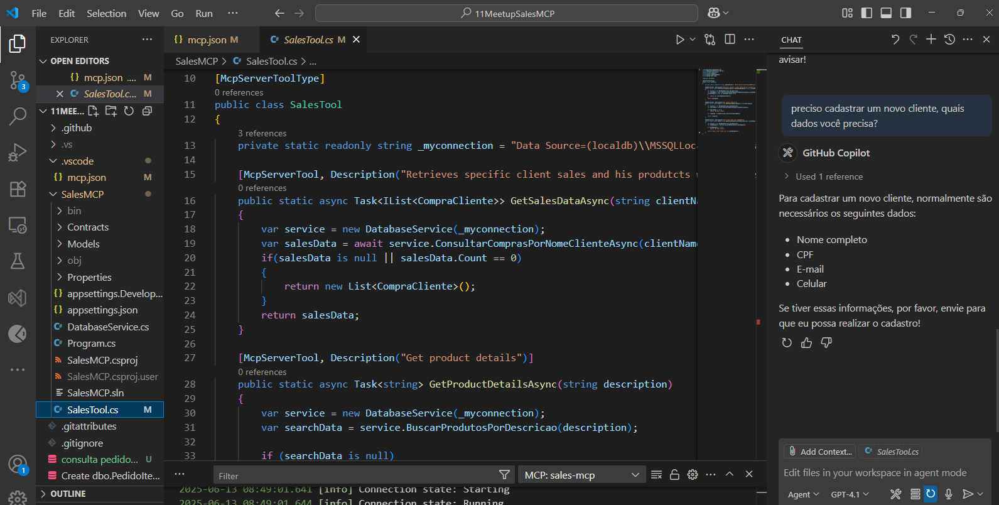 File Edit Selection View Go Run ···
11MeetupSalesMCP
EXPLORER
OPEN EDITORS
mcp.json .... M
SalesTool.c... M
11MEE...
.github
.vs
.vscode
mcp.json M
SalesMCP
bin
Contracts
Models
obj
Properties
appsettings.Develop...
appsettings.json
DatabaseService.cs
Program.cs
SalesMCP.csproj
SalesMCP.csproj.user
SalesMCP.sln
SalesTool.cs M
.gitattributes
.gitignore
consulta pedido... U
Create dbo.PedidoIte...
OUTLINE
3
1
mcp.json M
SalesTool.cs M
SalesMCP > SalesTool.cs > ...
10 [McpServerToolType]
0 references
11 public class SalesTool
12 {
3 references
13 private static readonly string _myconnection = "Data Source=(localdb)\\MSSQLLoc
14
15 [McpServerTool, Description("Retrieves specific client sales and his produtcts
0 references
16 public static async Task<IList<CompraCliente>> GetSalesDataAsync(string clientN
17 {
18 var service = new DatabaseService(_myconnection);
19 var salesData = await service.ConsultarComprasPorNomeClienteAsync(clientName
20 if(salesData is null || salesData.Count == 0)
21 {
22 return new List<CompraCliente>();
23 }
24 return salesData;
25 }
26
27 [McpServerTool, Description("Get product details")]
0 references
28 public static async Task<string> GetProductDetailsAsync(string description)
29 {
30 var service = new DatabaseService(_myconnection);
31 var searchData = service.BuscarProdutosPorDescricao(description);
32
33 if (searchData is null)
Filter
MCP: sales-mcp
2025-06-13 08:49:01.641 [info] Connection state: Starting
2025-06-13 08:49:01.644 [info] Connection state: Running
CHAT
avisar!
preciso cadastrar um novo cliente, quais
dados você precisa?
GitHub Copilot
Used 1 reference
Para cadastrar um novo cliente, normalmente são
necessários os seguintes dados:
• Nome completo
• CPF
• E-mail
• Celular
Se tiver essas informações, por favor, envie para
que eu possa realizar o cadastro!
Add Context...
SalesTool.cs
Edit files in your workspace in agent mode
Agent
GPT-4.1